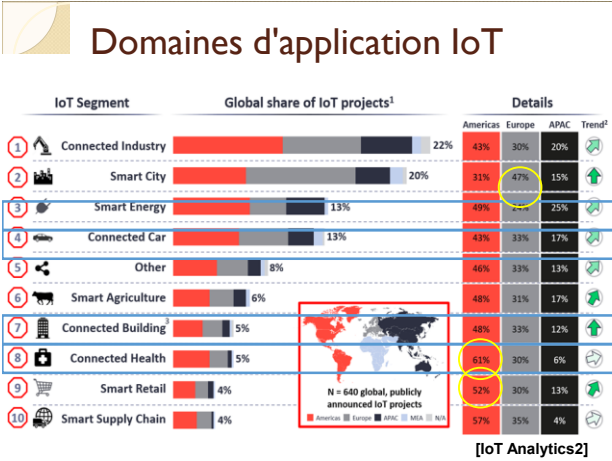 Domaines d'application IoT
IoT Segment Global share of IoT projects1 Details
Americas Europe APAC Trend2
1 Connected Industry 22% 43% 30% 20%
2 Smart City 20% 31% 47% 15%
3 Smart Energy 13% 49% 24% 25%
4 Connected Car 13% 43% 33% 17%
5 Other 8% 46% 33% 13%
6 Smart Agriculture 6% 48% 31% 17%
7 Connected Building3 5% 48% 33% 12%
8 Connected Health 5% 61% 30% 6%
9 Smart Retail 4% 52% 30% 13%
10 Smart Supply Chain 4% 57% 35% 4%
N = 640 global, publicly
announced IoT projects
Americas Europe APAC MEA N/A
[IoT Analytics2]